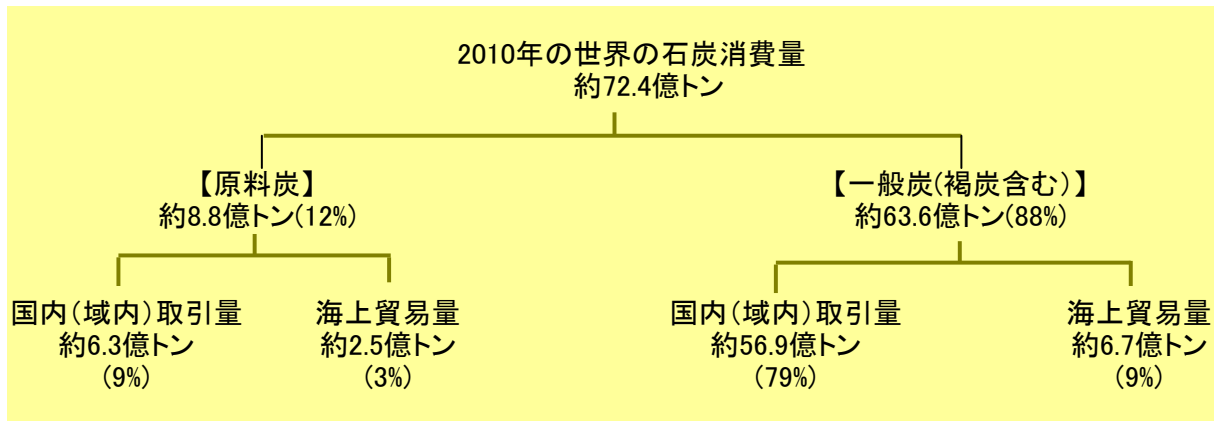 2010年の世界の石炭消費量
約72.4億トン
【原料炭】
約8.8億トン(12%)
【一般炭(褐炭含む)】
約63.6億トン(88%)
国内(域内)取引量
約6.3億トン
(9%)
海上貿易量
約2.5億トン
(3%)
国内(域内)取引量
約56.9億トン
(79%)
海上貿易量
約6.7億トン
(9%)